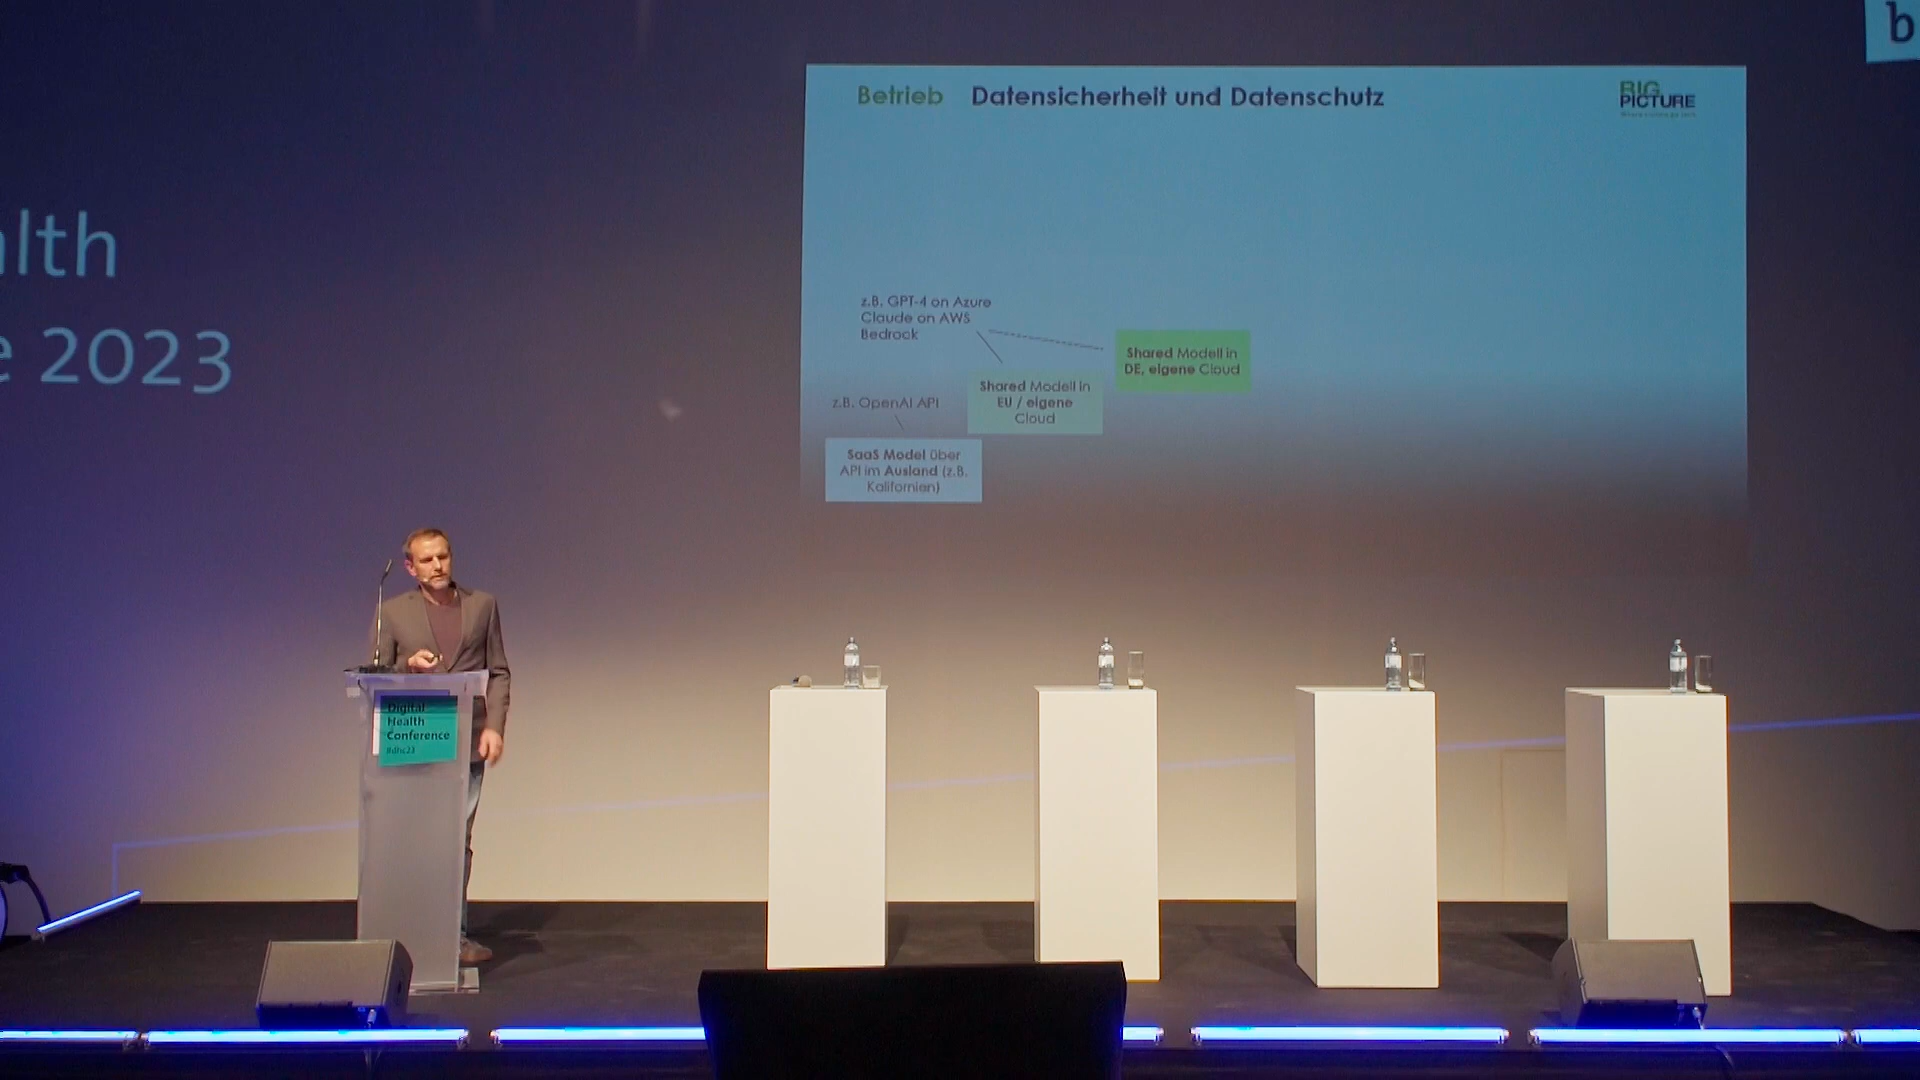 b
alth
e 2023
Betrieb Datensicherheit und Datenschutz
BIG
PICTURE
z.B. GPT-4 on Azure
Claude on AWS
Bedrock
Shared Modell in
DE, eigene Cloud
Shared Modell in
EU / eigene
Cloud
z.B. OpenAI API
SaaS Model über
API im Ausland (z.B.
Kalifornien)
Digital
Health
Conference
#dhc23